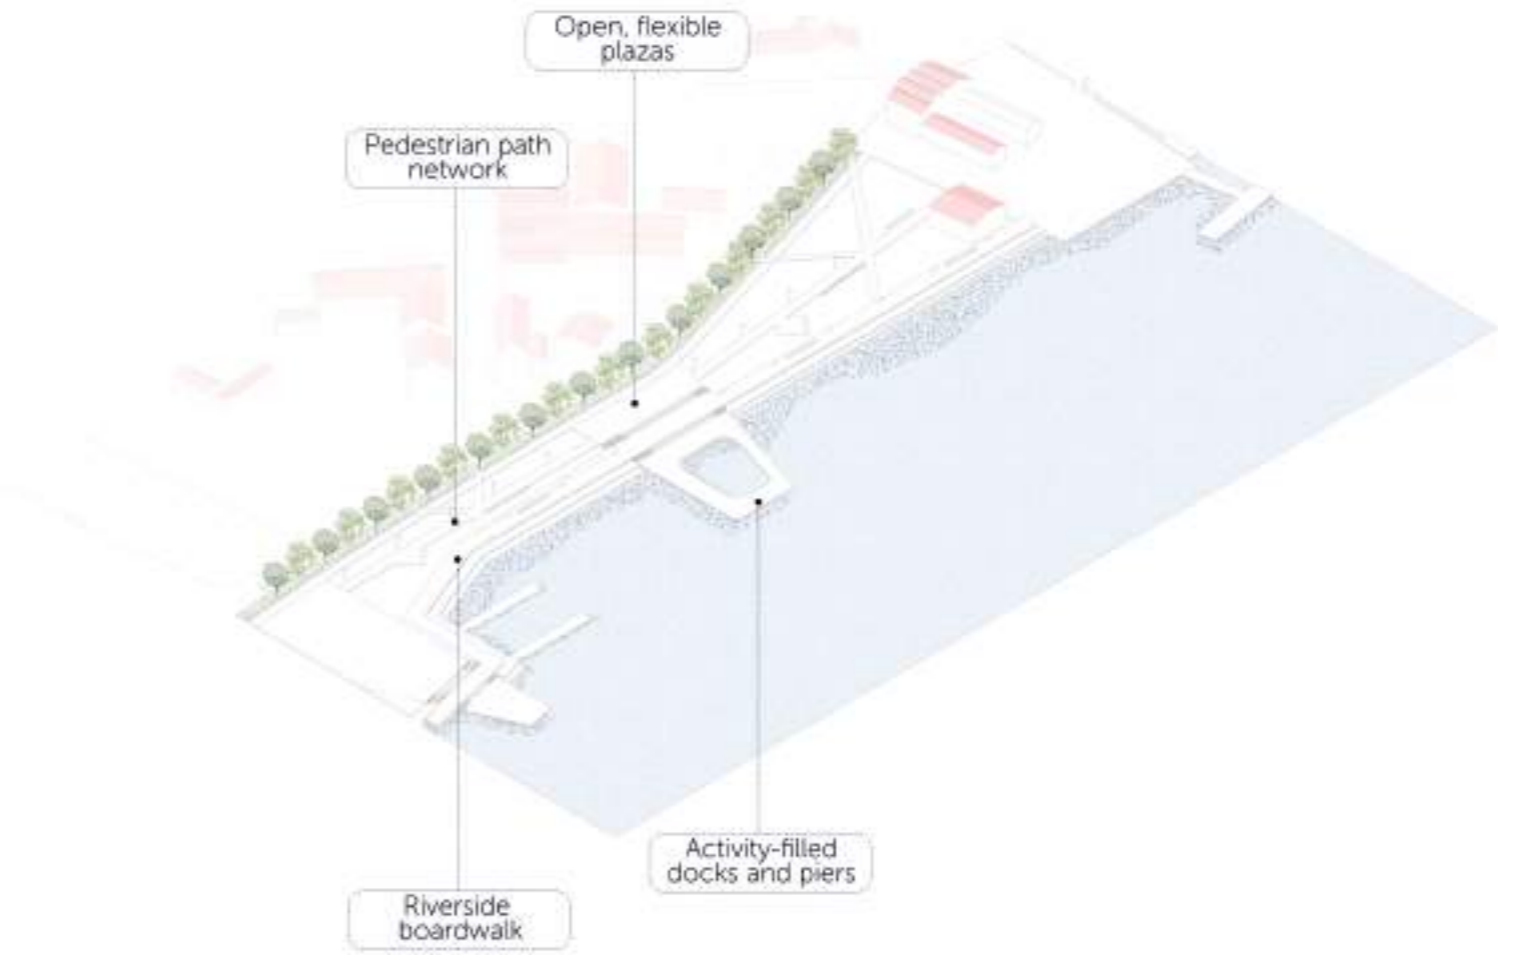 Open, flexible
plazas
Pedestrian path
network
Activity-filled
docks and piers
Riverside
boardwalk